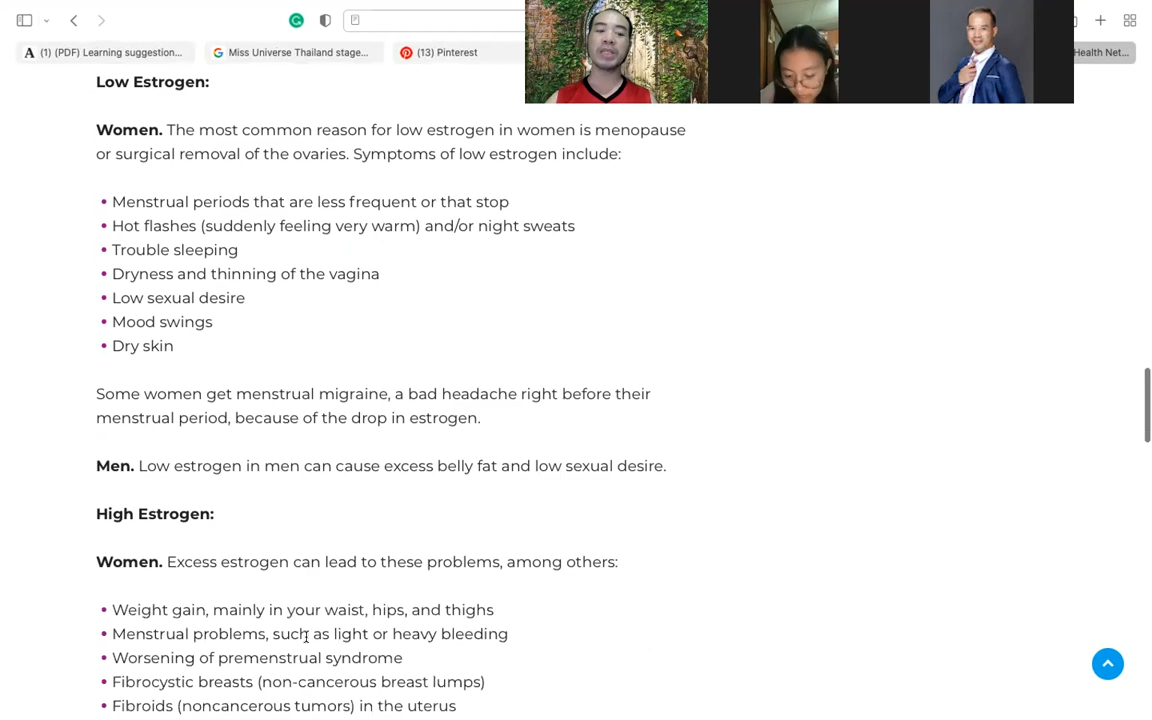 A (1) (PDF) Learning suggestion...
G Miss Universe Thailand stage...
(13) Pinterest
Health Net...
Low Estrogen:
Women. The most common reason for low estrogen in women is menopause
or surgical removal of the ovaries. Symptoms of low estrogen include:
• Menstrual periods that are less frequent or that stop
• Hot flashes (suddenly feeling very warm) and/or night sweats
• Trouble sleeping
• Dryness and thinning of the vagina
• Low sexual desire
• Mood swings
• Dry skin
Some women get menstrual migraine, a bad headache right before their
menstrual period, because of the drop in estrogen.
Men. Low estrogen in men can cause excess belly fat and low sexual desire.
High Estrogen:
Women. Excess estrogen can lead to these problems, among others:
• Weight gain, mainly in your waist, hips, and thighs
• Menstrual problems, such as light or heavy bleeding
• Worsening of premenstrual syndrome
• Fibrocystic breasts (non-cancerous breast lumps)
• Fibroids (noncancerous tumors) in the uterus